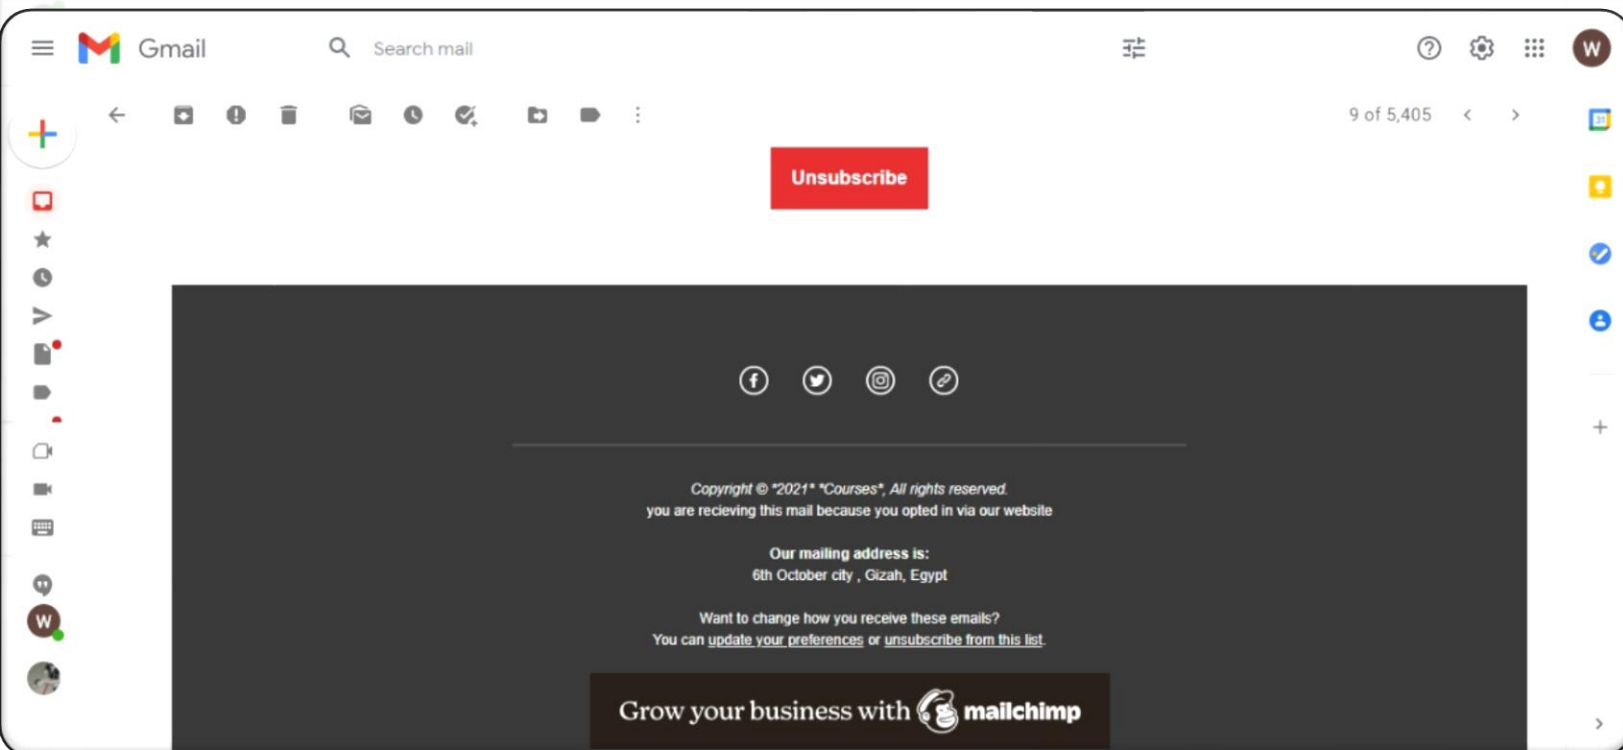 Gmail
Search mail
W
9 of 5,405
31
Unsubscribe
Copyright © *2021* *Courses*, All rights reserved.
you are recieving this mail because you opted in via our website
Our mailing address is:
6th October city , Gizah, Egypt
Want to change how you receive these emails?
You can update your preferences or unsubscribe from this list.
W
Grow your business with mailchimp